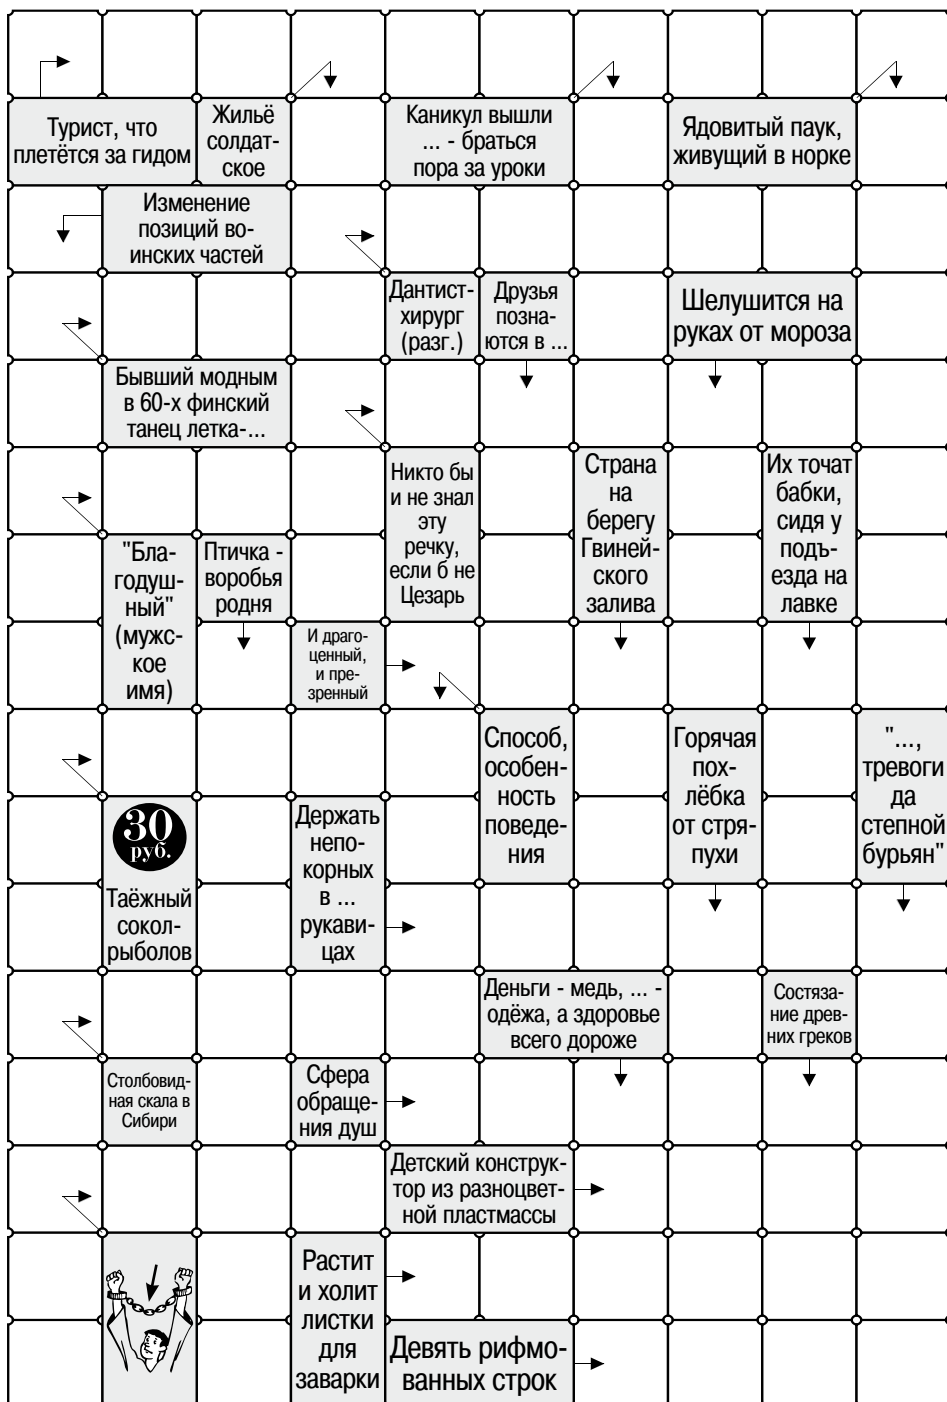 Турист, что
плетётся за гидом
Жильё
солдат-
ское
Каникул вышли
... - браться
пора за уроки
Ядовитый паук,
живущий в норке
Изменение
позиций во-
инских частей
Дантист-
хирург
(разг.)
Друзья
позна-
ются в ...
Шелушится на
руках от мороза
Бывший модным
в 60-х финский
танец летка-...
Никто бы
и не знал
эту
речку,
если б не
Цезарь
Страна
на
берегу
Гвиней-
ского
залива
Их точат
бабки,
сидя у
подъ-
езда на
лавке
"Бла-
годуш-
ный"
(мужс-
кое
имя)
Птичка -
воробья
родня
И драго-
ценный,
и пре-
зренный
Способ,
особен-
ность
поведе-
ния
Горячая
пох-
лёбка
от стря-
пухи
"...,
тревоги
да
степной
бурьян"
30
руб.
Таёжный
сокол-
рыболов
Держать
непо-
корных
в ...
рукави-
цах
Деньги - медь, ... -
одёжа, а здоровье
всего дороже
Состяза-
ние древ-
них греков
Столбовид-
ная скала в
Сибири
Сфера
обраще-
ния душ
Детский конструк-
тор из разноцвет-
ной пластмассы
Растит
и холит
листки
для
заварки
Девять рифмо-
ванных строк